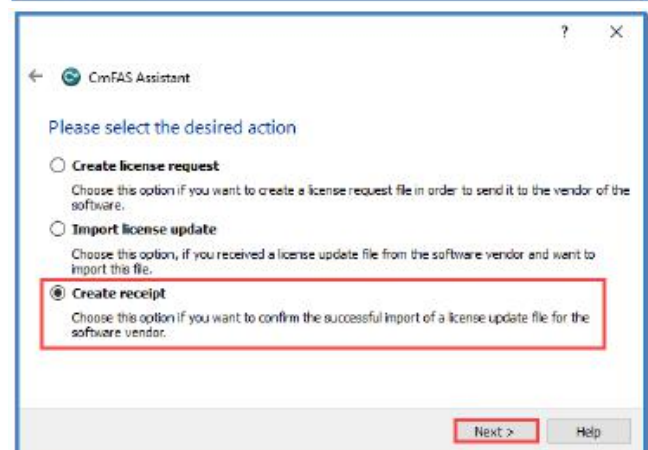 ? ×
← CmFAS Assistant
Please select the desired action
Create license request
Choose this option if you want to create a license request file in order to send it to the vendor of the
software.
Import license update
Choose this option, if you received a license update file from the software vendor and want to
import this file.
Create receipt
Choose this option if you want to confirm the successful import of a license update file for the
software vendor.
Next > Help